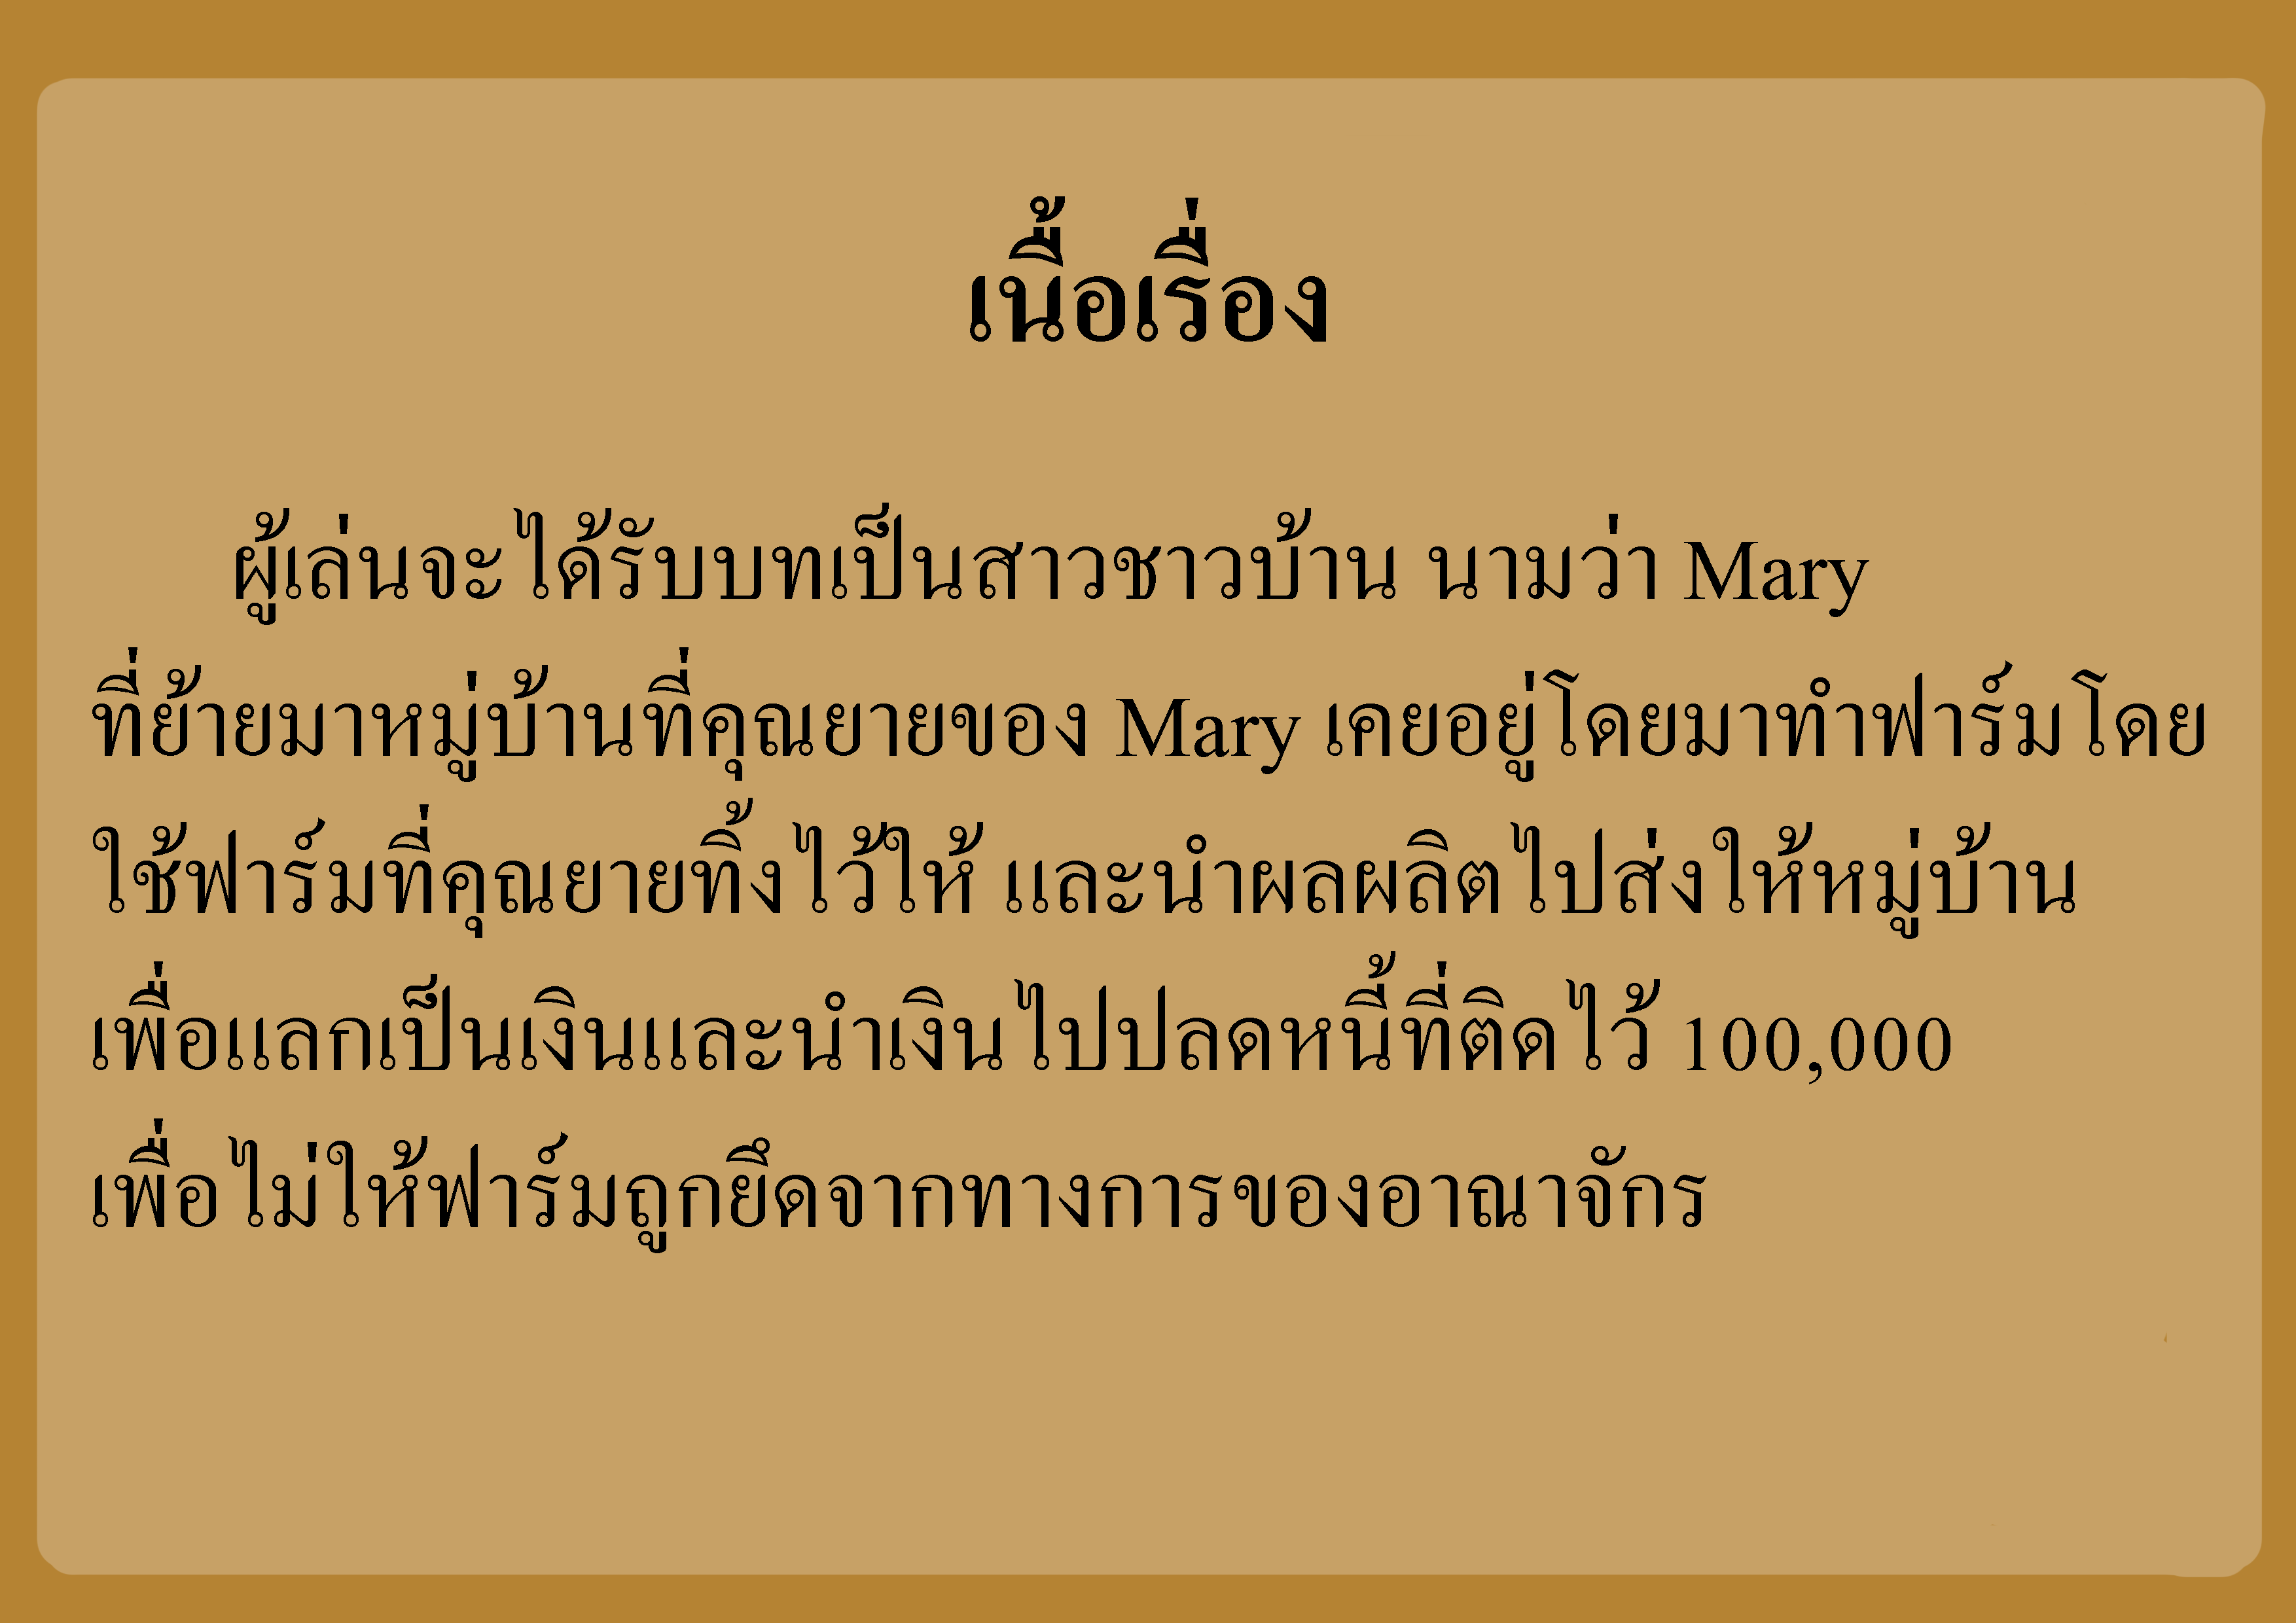 เนื้อเรื่อง
ผู้เล่นจะได้รับบทเป็นสาวชาวบ้าน นามว่า Mary
ที่ย้ายมาหมู่บ้านที่คุณยายของ Mary เคยอยู่โดยมาทำฟาร์มโดย
ใช้ฟาร์มที่คุณยายทิ้งไว้ให้ และนำผลผลิตไปส่งให้หมู่บ้าน
เพื่อแลกเป็นเงินและนำเงินไปปลดหนี้ที่ติดไว้ 100,000
เพื่อไม่ให้ฟาร์มถูกยึดจากทางการของอาณาจักร